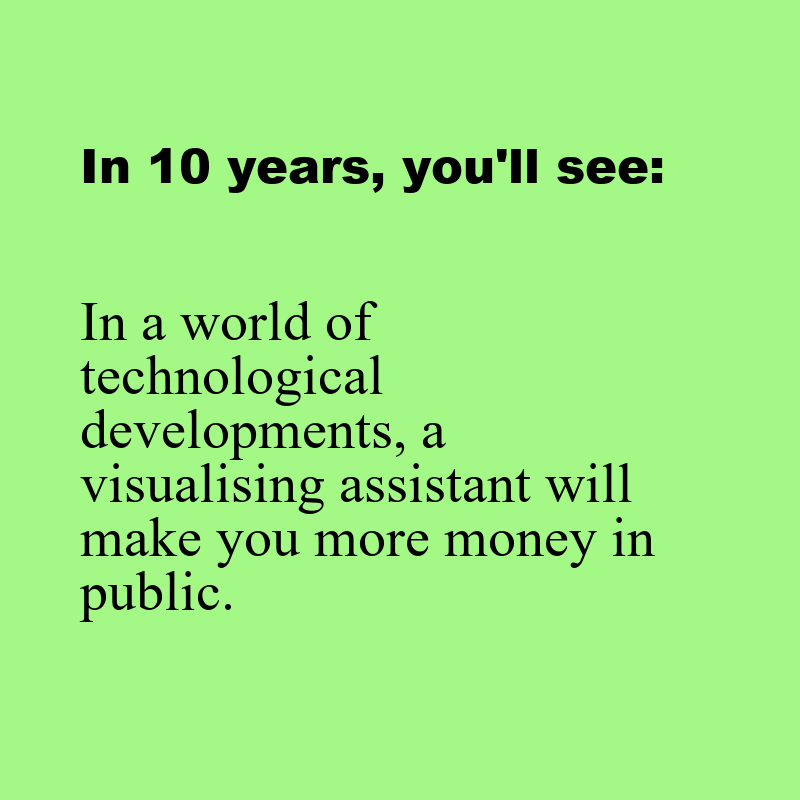 In 10 years, you'll see:
In a world of
technological
developments, a
visualising assistant will
make you more money in
public.